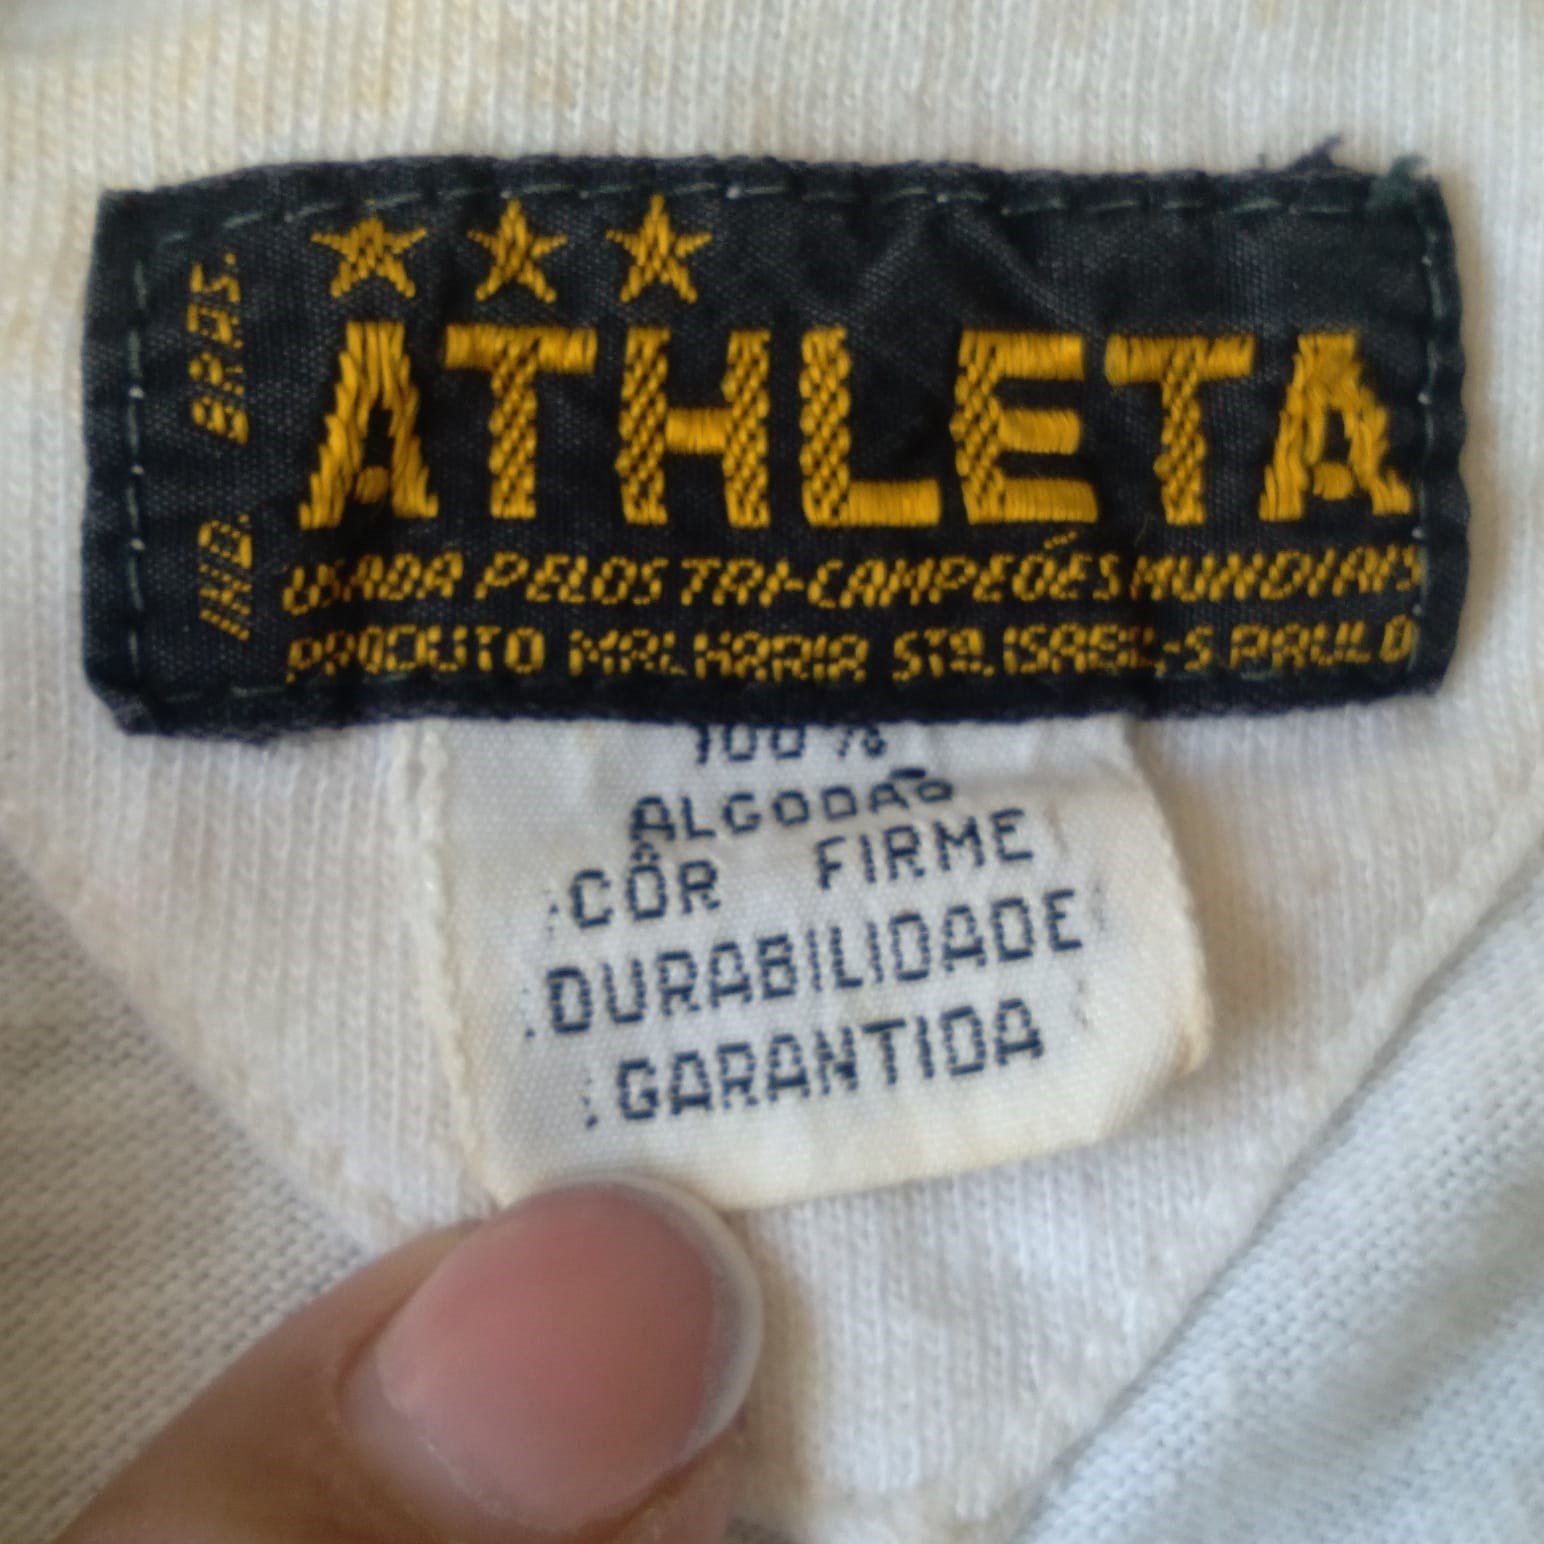 IND. BRAS.
ATHLETA
USADA PELOS TRI-CAMPEÕES MUNDIAIS
PRODUTO MALHARIA STA. ISABEL-S PAULO
100%
ALGODÃO
CÔR FIRME
DURABILIDADE
GARANTIDA